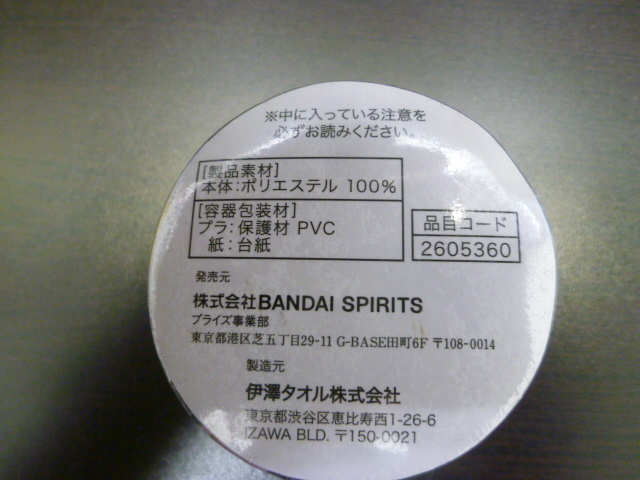 ※中に入っている注意を
必ずお読みください。
[製品素材]
本体:ポリエステル 100%
[容器包装材]
プラ:保護材 PVC
紙:台紙
品目コード
2605360
発売元
株式会社BANDAI SPIRITS
プライズ事業部
東京都港区芝五丁目29-11 G-BASE田町6F 〒108-0014
製造元
伊澤タオル株式会社
東京都渋谷区恵比寿西1-26-6
IZAWA BLD. 〒150-0021